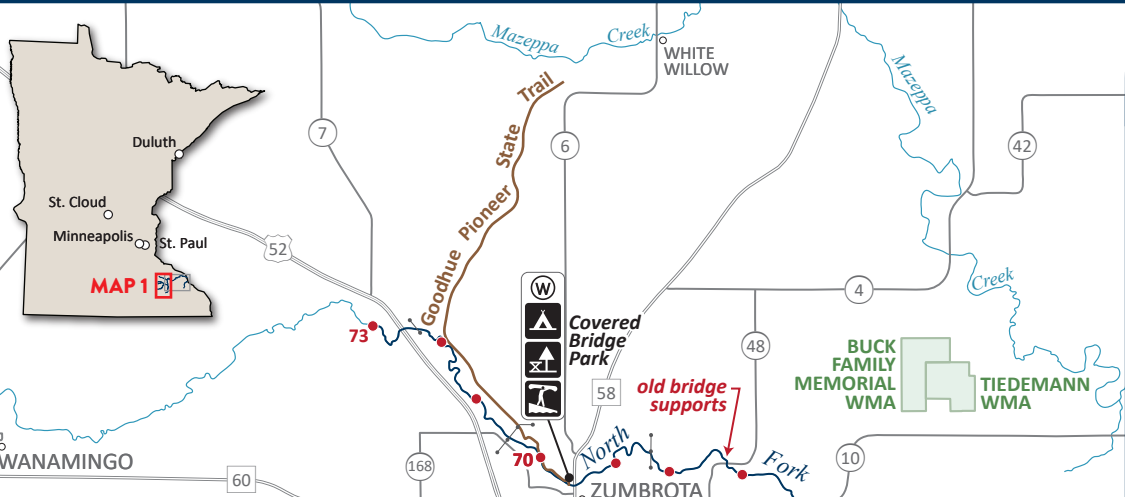 Mazeppa
Creek
WHITE
WILLOW
Trail
State
Pioneer
Goodhue
7
6
42
Mazeppa
Creek
Duluth
St. Cloud
Minneapolis
St. Paul
MAP 1
52
4
73
W
Covered
Bridge
Park
48
58
old bridge
supports
BUCK
FAMILY
MEMORIAL
WMA
TIEDEMANN
WMA
WANAMINGO
60
168
70
North
Fork
ZUMBROTA
10